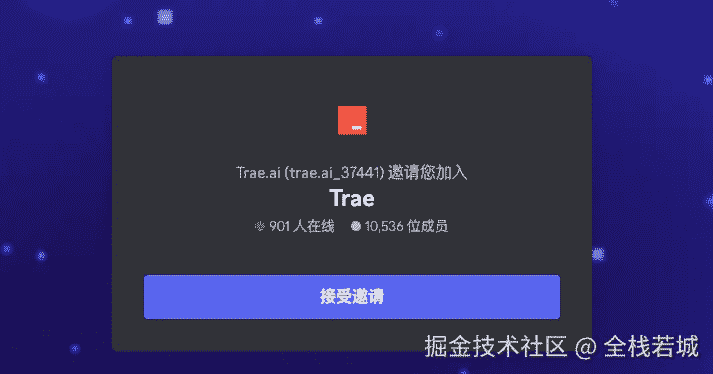 Trae.ai (trae.ai_37441) 邀请您加入
Trae
901 人在线 10,536 位成员
接受邀请
掘金技术社区 @ 全栈若城